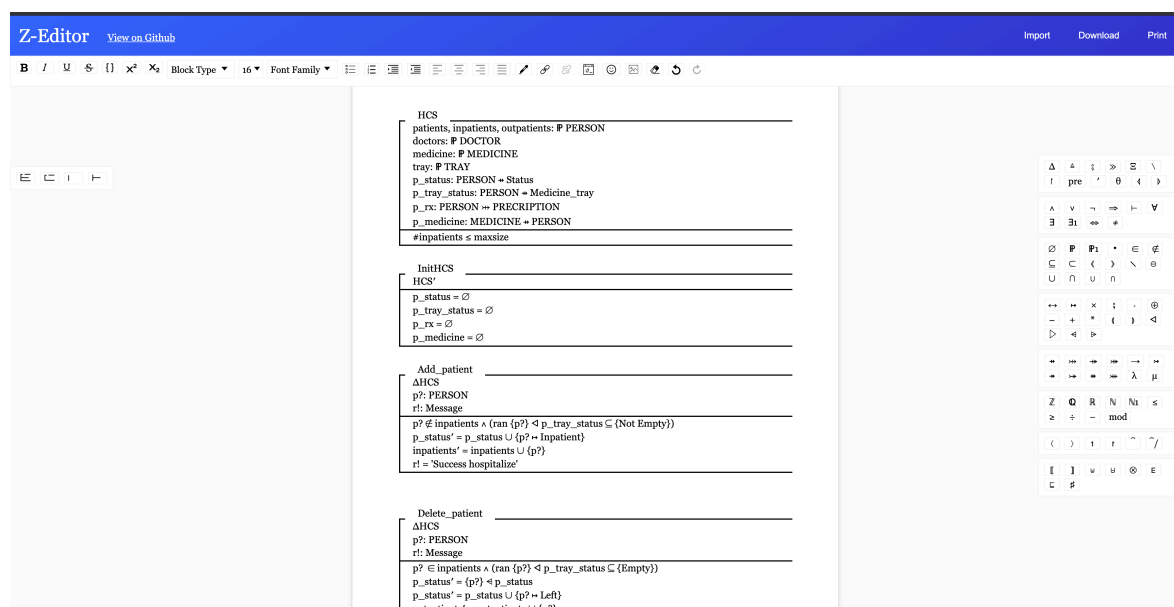 Z-Editor View on Github Import Download Print
B I U S {} x² x₂ Block Type 16 Font Family
HCS
patients, inpatients, outpatients: ℙ PERSON
doctors: ℙ DOCTOR
medicine: ℙ MEDICINE
tray: ℙ TRAY
p_status: PERSON ⇸ Status
p_tray_status: PERSON ⇸ Medicine_tray
p_rx: PERSON ⤔ PRECRIPTION
p_medicine: MEDICINE ⇸ PERSON
#inpatients ≤ maxsize
InitHCS
HCS′
p_status = ∅
p_tray_status = ∅
p_rx = ∅
p_medicine = ∅
Add_patient
ΔHCS
p?: PERSON
r!: Message
p? ∉ inpatients ∧ (ran {p?} ◁ p_tray_status ⊆ {Not Empty})
p_status′ = p_status ∪ {p? ↦ Inpatient}
inpatients′ = inpatients ∪ {p?}
r! = 'Success hospitalize'
Delete_patient
ΔHCS
p?: PERSON
r!: Message
p? ∈ inpatients ∧ (ran {p?} ◁ p_tray_status ⊆ {Empty})
p_status′ = {p?} ⩤ p_status
p_status′ = p_status ∪ {p? ↦ Left}
Δ ≙ ⨟ ≫ Ξ \
↾ pre ′ θ ⦉ ⦊
∧ ∨ ¬ ⇒ ⊢ ∀
∃ ∃1 ⇔ ≠
∅ ℙ ℙ1 • ∈ ∉
⊆ ⊂ ⟪ ⟫ \ ⊖
∪ ∩ ∪ ∩
↔ ↦ × ⨟ ∘ ⊕
− + * ⦇ ⦈ ◁
▷ ⩤ ⩥
→ λ μ
ℤ ℚ ℝ ℕ ℕ1 ≤
≥ ÷ − mod
⟨ ⟩ ↿ ↾ ⁀ ⁀/
⟦ ⟧ ⊎ ⊗ E
⊑ ♯